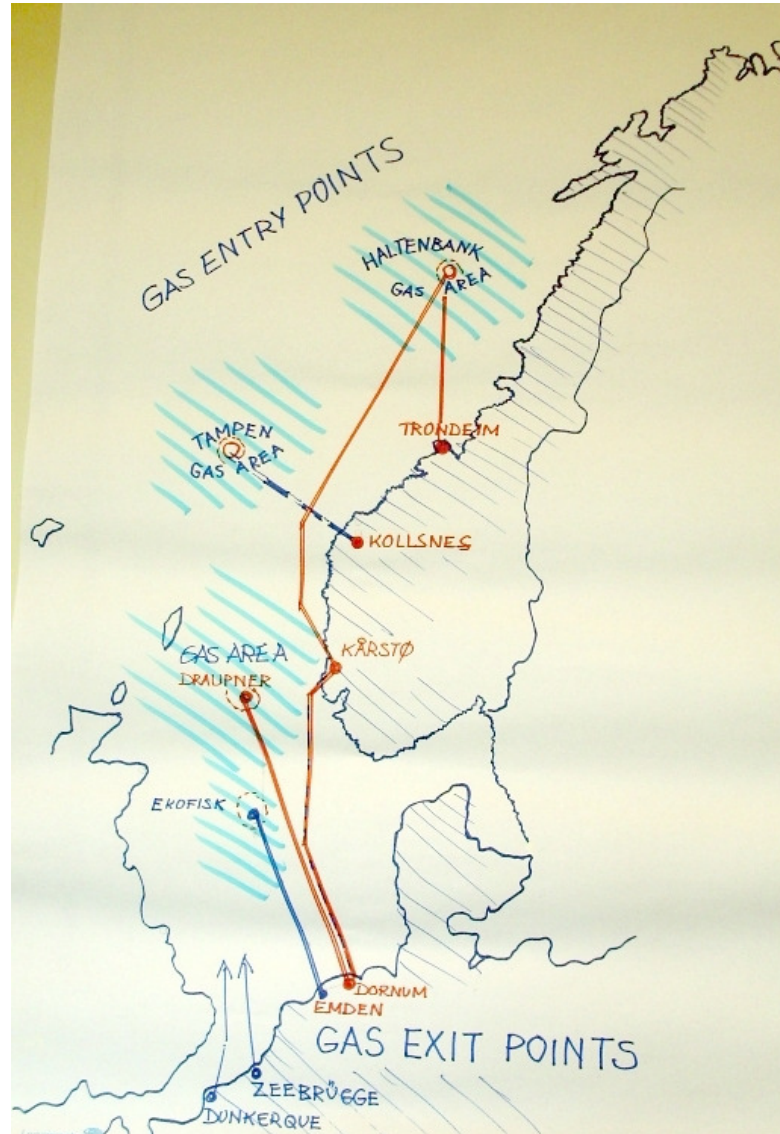 GAS ENTRY POINTS
HALTENBANK
GAS AREA
TAMPEN
GAS AREA
TRONDEIM
KOLLSNES
KÅRSTØ
GAS AREA
DRAUPNER
EKOFISK
DORNUM
EMDEN
GAS EXIT POINTS
ZEEBRÜGGE
DUNKERQUE